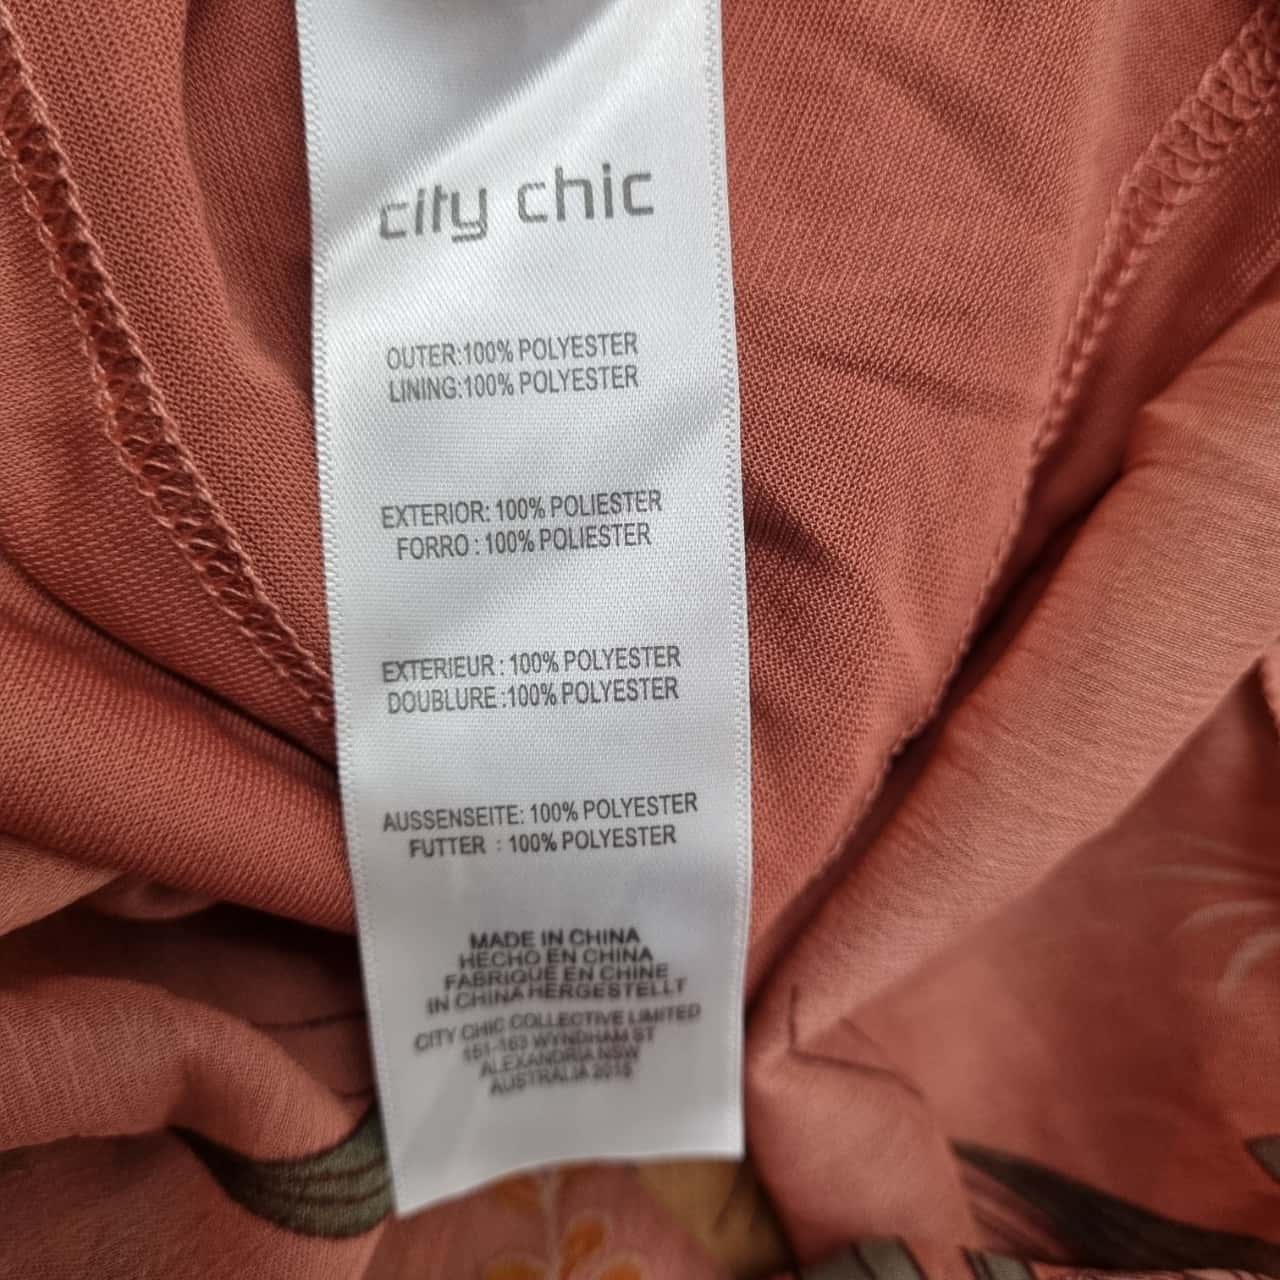 city chic
OUTER:100% POLYESTER
LINING:100% POLYESTER
EXTERIOR: 100% POLIESTER
FORRO : 100% POLIESTER
EXTERIEUR : 100% POLYESTER
DOUBLURE :100% POLYESTER
AUSSENSEITE: 100% POLYESTER
FUTTER : 100% POLYESTER
MADE IN CHINA
HECHO EN CHINA
FABRIQUE EN CHINE
IN CHINA HERGESTELLT
CITY CHIC COLLECTIVE LIMITED
151-163 WYNDHAM ST
ALEXANDRIA NSW
AUSTRALIA 2015